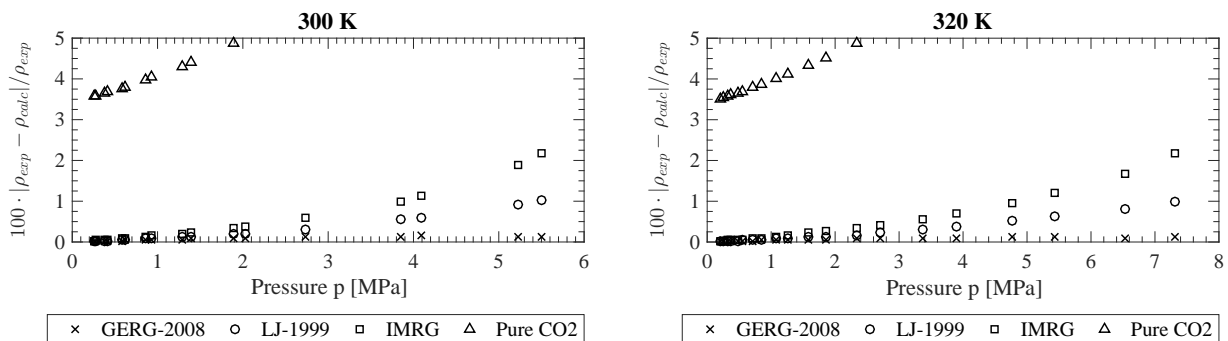 300 K
100 · |ρexp − ρcalc|/ρexp
5
4
3
2
1
0
0 1 2 3 4 5 6
Pressure p [MPa]
× GERG-2008 ○ LJ-1999 □ IMRG △ Pure CO2
320 K
100 · |ρexp − ρcalc|/ρexp
5
4
3
2
1
0
0 1 2 3 4 5 6 7 8
Pressure p [MPa]
× GERG-2008 ○ LJ-1999 □ IMRG △ Pure CO2